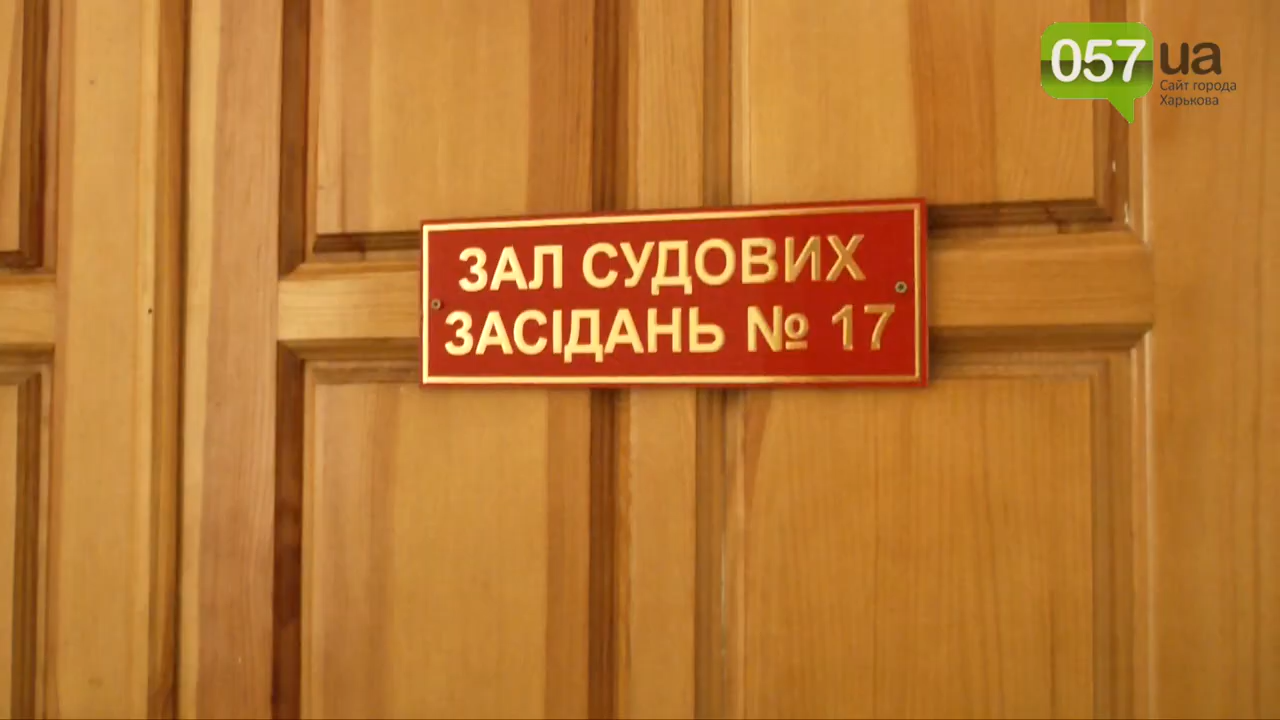 057 ua
Сайт города
Харькова
ЗАЛ СУДОВИХ
ЗАСІДАНЬ № 17